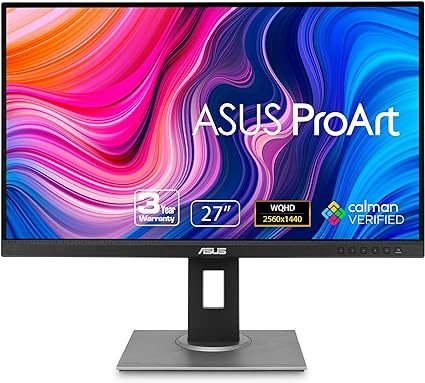 ASUS ProArt
3 Year
Warranty
27"
WQHD
2560x1440
calman
VERIFIED
ASUS